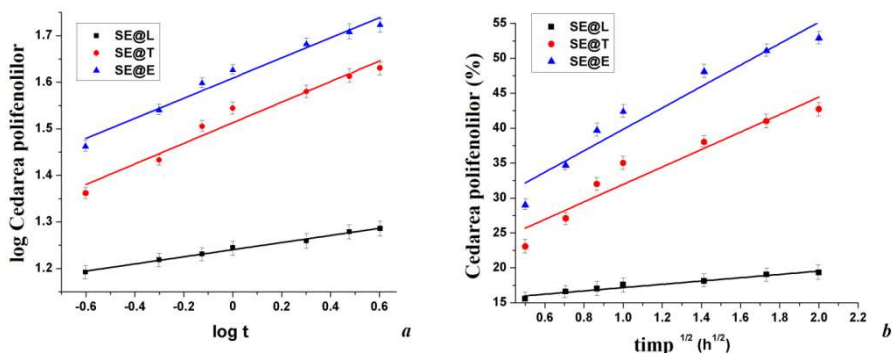 SE@L
SE@T
SE@E
log Cedarea polifenolilor
1.7
1.6
1.5
1.4
1.3
1.2
-0.6 -0.4 -0.2 0.0 0.2 0.4 0.6
log t
a
SE@L
SE@T
SE@E
Cedarea polifenolilor (%)
60
55
50
45
40
35
30
25
20
15
0.6 0.8 1.0 1.2 1.4 1.6 1.8 2.0
timp 1/2 (h1/2)
b